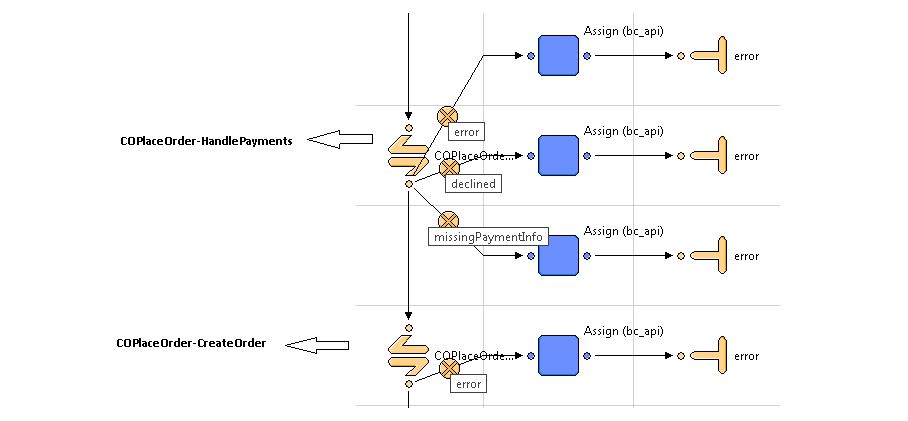 Assign (bc_api)
error
COPlaceOrder-HandlePayments
error
Assign (bc_api)
COPlaceOrde...
error
declined
Assign (bc_api)
missingPaymentInfo
error
COPlaceOrder-CreateOrder
Assign (bc_api)
COPlaceOrde...
error
error